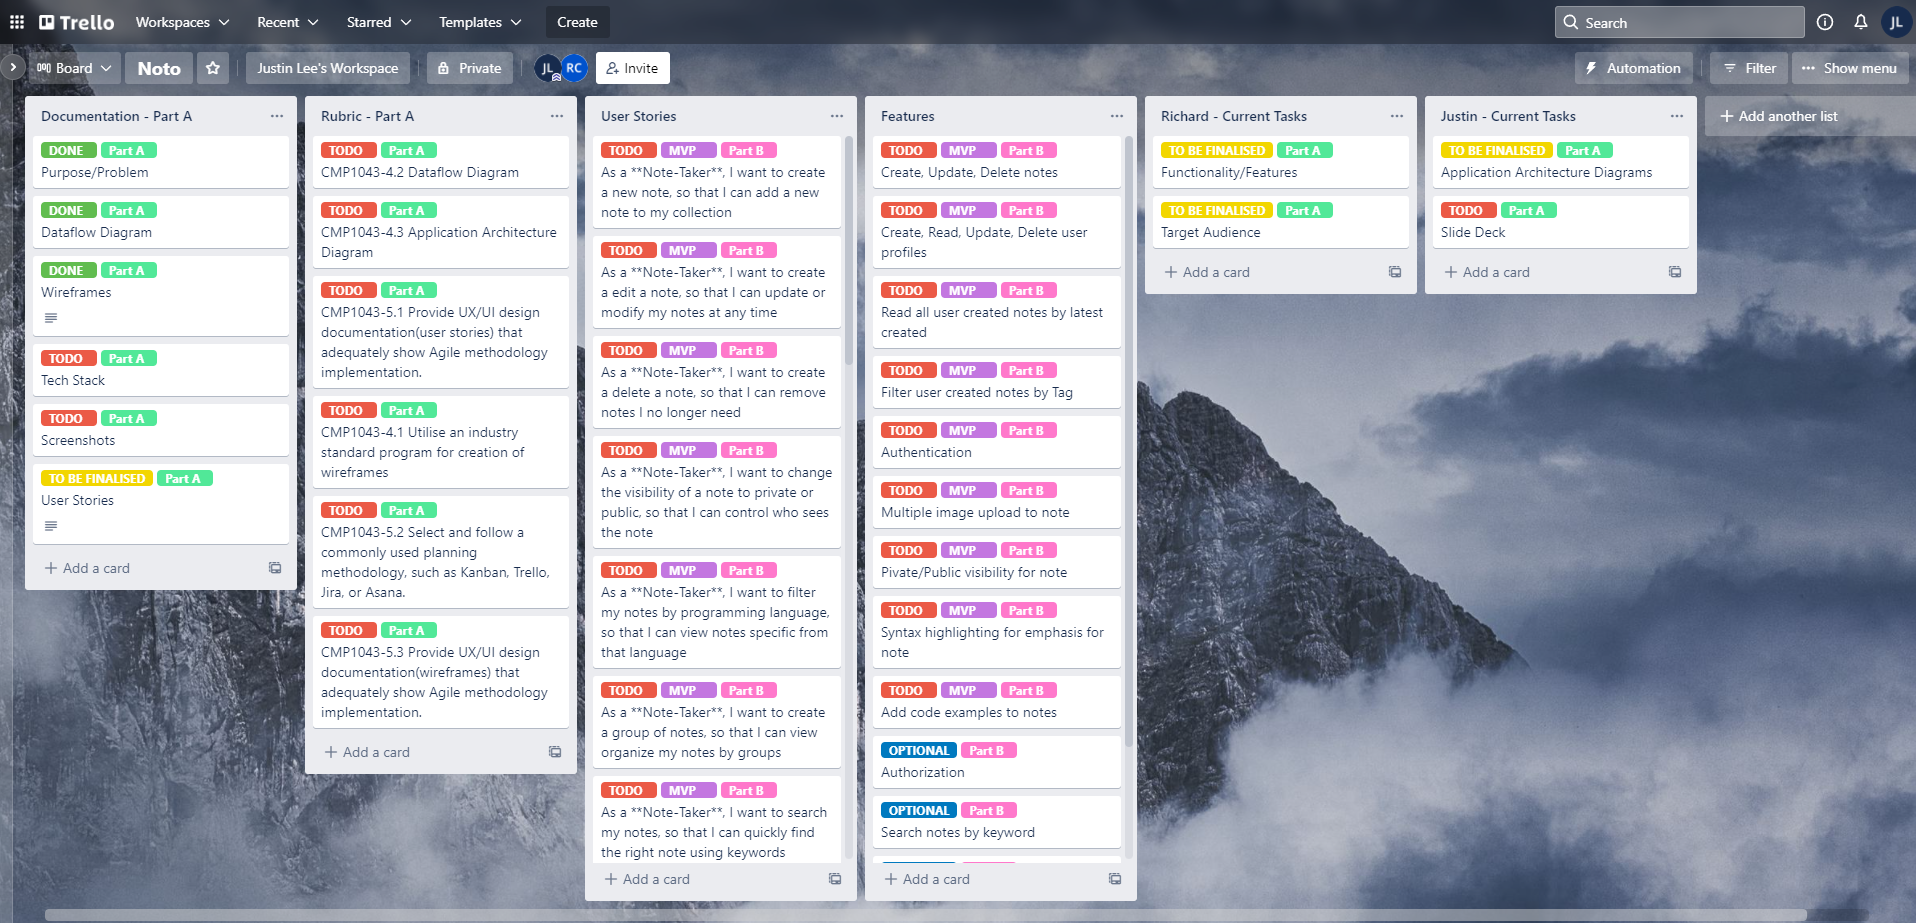 Trello Workspaces Recent Starred Templates Create Search JL
Board Noto Justin Lee's Workspace Private JL RC Invite Automation Filter Show menu
Documentation - Part A
DONE Part A
Purpose/Problem
DONE Part A
Dataflow Diagram
DONE Part A
Wireframes
TODO Part A
Tech Stack
TODO Part A
Screenshots
TO BE FINALISED Part A
User Stories
Add a card
Rubric - Part A
TODO Part A
CMP1043-4.2 Dataflow Diagram
TODO Part A
CMP1043-4.3 Application Architecture
Diagram
TODO Part A
CMP1043-5.1 Provide UX/UI design
documentation(user stories) that
adequately show Agile methodology
implementation.
TODO Part A
CMP1043-4.1 Utilise an industry
standard program for creation of
wireframes
TODO Part A
CMP1043-5.2 Select and follow a
commonly used planning
methodology, such as Kanban, Trello,
Jira, or Asana.
TODO Part A
CMP1043-5.3 Provide UX/UI design
documentation(wireframes) that
adequately show Agile methodology
implementation.
Add a card
User Stories
TODO MVP Part B
As a **Note-Taker**, I want to create
a new note, so that I can add a new
note to my collection
TODO MVP Part B
As a **Note-Taker**, I want to create
a edit a note, so that I can update or
modify my notes at any time
TODO MVP Part B
As a **Note-Taker**, I want to create
a delete a note, so that I can remove
notes I no longer need
TODO MVP Part B
As a **Note-Taker**, I want to change
the visibility of a note to private or
public, so that I can control who sees
the note
TODO MVP Part B
As a **Note-Taker**, I want to filter
my notes by programming language,
so that I can view notes specific from
that language
TODO MVP Part B
As a **Note-Taker**, I want to create
a group of notes, so that I can view
organize my notes by groups
TODO MVP Part B
As a **Note-Taker**, I want to search
my notes, so that I can quickly find
the right note using keywords
Add a card
Features
TODO MVP Part B
Create, Update, Delete notes
TODO MVP Part B
Create, Read, Update, Delete user
profiles
TODO MVP Part B
Read all user created notes by latest
created
TODO MVP Part B
Filter user created notes by Tag
TODO MVP Part B
Authentication
TODO MVP Part B
Multiple image upload to note
TODO MVP Part B
Pivate/Public visibility for note
TODO MVP Part B
Syntax highlighting for emphasis for
note
TODO MVP Part B
Add code examples to notes
OPTIONAL Part B
Authorization
OPTIONAL Part B
Search notes by keyword
Add a card
Richard - Current Tasks
TO BE FINALISED Part A
Functionality/Features
TO BE FINALISED Part A
Target Audience
Add a card
Justin - Current Tasks
TO BE FINALISED Part A
Application Architecture Diagrams
TODO Part A
Slide Deck
Add a card
Add another list